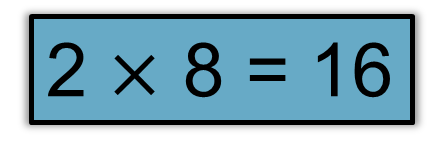 2 × 8 = 16